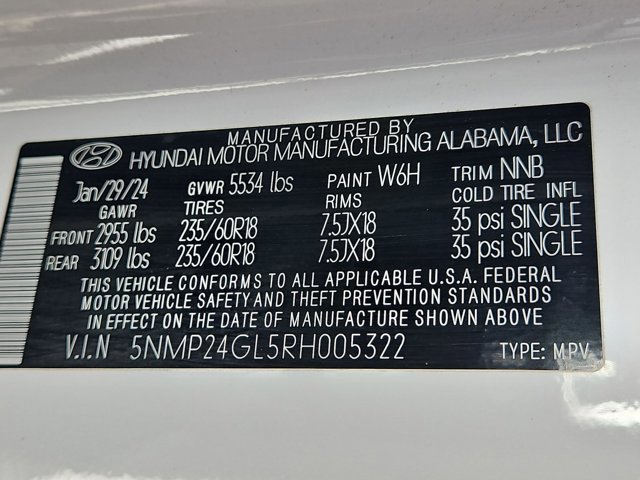 MANUFACTURED BY
HYUNDAI MOTOR MANUFACTURING ALABAMA, LLC
Jan/29/24 GVWR 5534 lbs PAINT W6H TRIM NNB
GAWR TIRES RIMS COLD TIRE INFL
FRONT 2955 lbs 235/60R18 7.5JX18 35 psi SINGLE
REAR 3109 lbs 235/60R18 7.5JX18 35 psi SINGLE
THIS VEHICLE CONFORMS TO ALL APPLICABLE U.S.A. FEDERAL
MOTOR VEHICLE SAFETY AND THEFT PREVENTION STANDARDS
IN EFFECT ON THE DATE OF MANUFACTURE SHOWN ABOVE
V.I.N 5NMP24GL5RH005322 TYPE: MPV